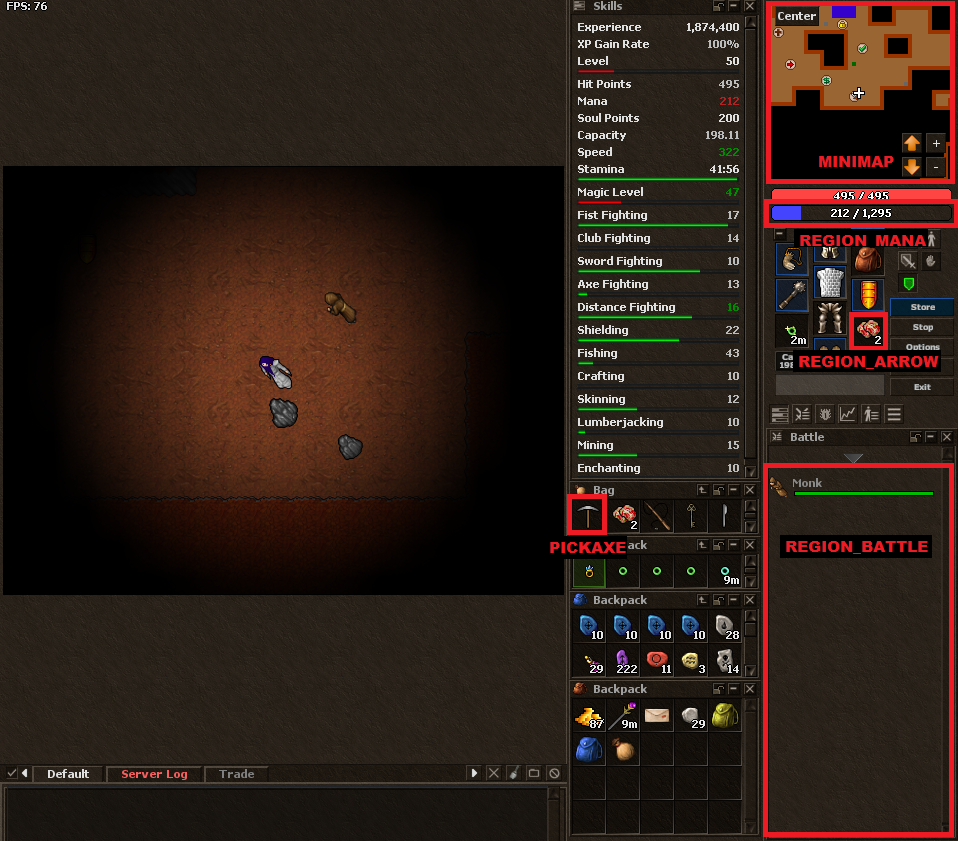 FPS: 76
Skills
Experience 1,874,400
XP Gain Rate 100%
Level 50
Hit Points 495
Mana 212
Soul Points 200
Capacity 198.11
Speed 322
Stamina 41:56
Magic Level 47
Fist Fighting 17
Club Fighting 14
Sword Fighting 10
Axe Fighting 13
Distance Fighting 16
Shielding 22
Fishing 43
Crafting 10
Skinning 12
Lumberjacking 10
Mining 15
Enchanting 10
Bag
2
PICKAXE
ack
9m
Backpack
10 10 10 10 28
29 222 11 3 14
Backpack
87 9m 29
Center
+
-
MINIMAP
495 / 495
212 / 1,295
REGION_MANA
Store
Stop
Options
2m
2
Ca
198
REGION_ARROW
Exit
Battle
Monk
REGION_BATTLE
Default
Server Log
Trade